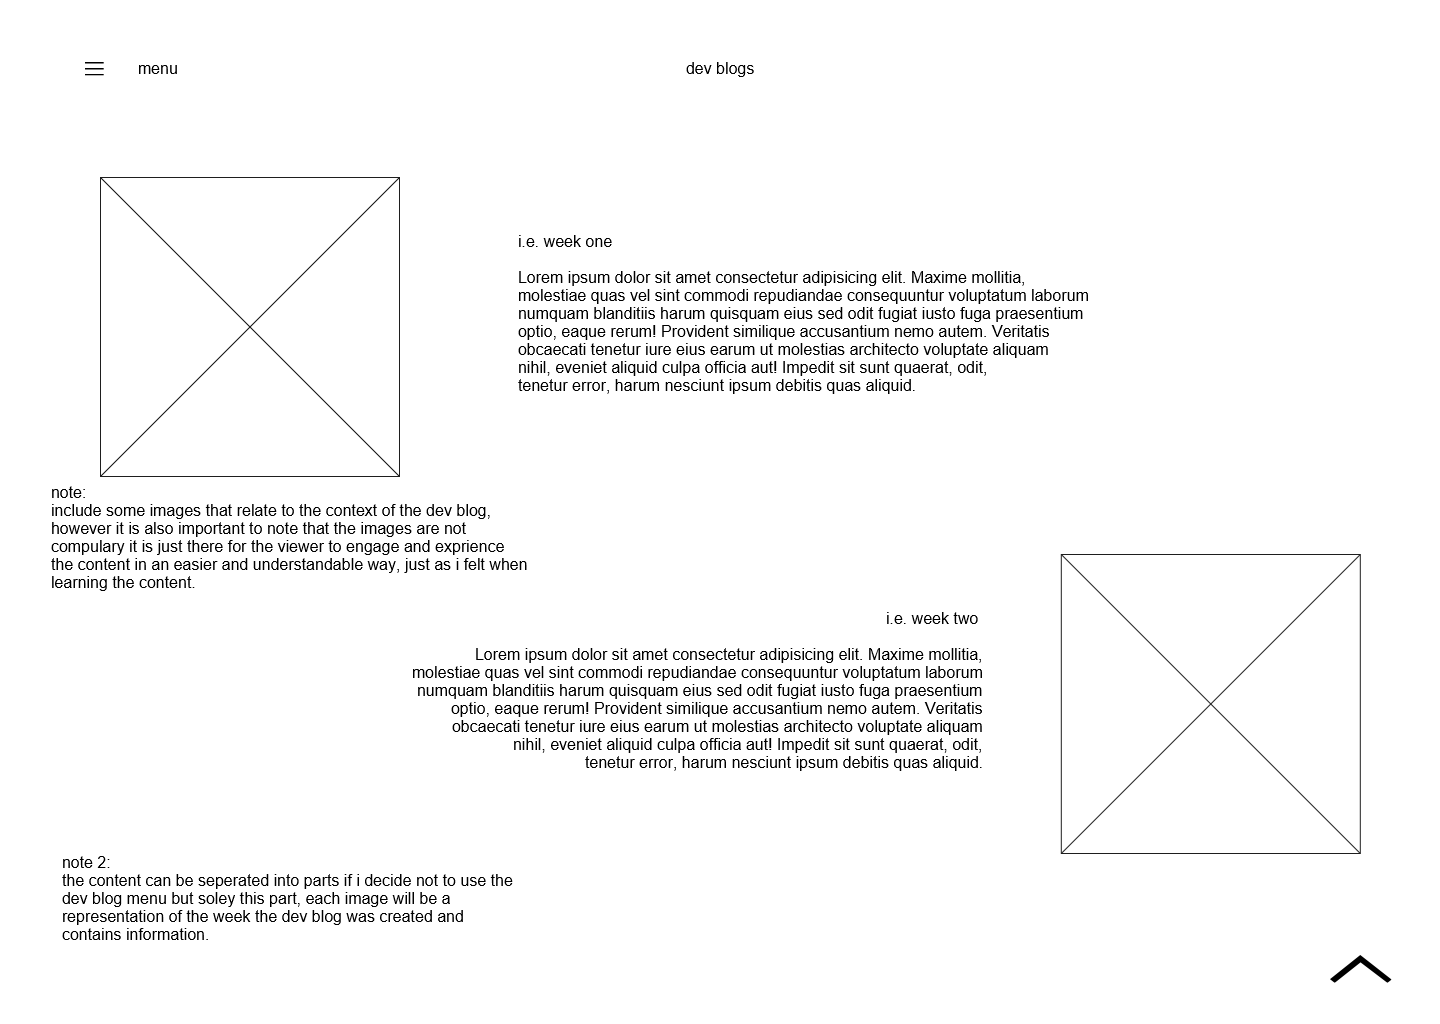 menu
dev blogs
i.e. week one
Lorem ipsum dolor sit amet consectetur adipisicing elit. Maxime mollitia,
molestiae quas vel sint commodi repudiandae consequuntur voluptatum laborum
numquam blanditiis harum quisquam eius sed odit fugiat iusto fuga praesentium
optio, eaque rerum! Provident similique accusantium nemo autem. Veritatis
obcaecati tenetur iure eius earum ut molestias architecto voluptate aliquam
nihil, eveniet aliquid culpa officia aut! Impedit sit sunt quaerat, odit,
tenetur error, harum nesciunt ipsum debitis quas aliquid.
note:
include some images that relate to the context of the dev blog,
however it is also important to note that the images are not
compulary it is just there for the viewer to engage and exprience
the content in an easier and understandable way, just as i felt when
learning the content.
i.e. week two
Lorem ipsum dolor sit amet consectetur adipisicing elit. Maxime mollitia,
molestiae quas vel sint commodi repudiandae consequuntur voluptatum laborum
numquam blanditiis harum quisquam eius sed odit fugiat iusto fuga praesentium
optio, eaque rerum! Provident similique accusantium nemo autem. Veritatis
obcaecati tenetur iure eius earum ut molestias architecto voluptate aliquam
nihil, eveniet aliquid culpa officia aut! Impedit sit sunt quaerat, odit,
tenetur error, harum nesciunt ipsum debitis quas aliquid.
note 2:
the content can be seperated into parts if i decide not to use the
dev blog menu but soley this part, each image will be a
representation of the week the dev blog was created and
contains information.